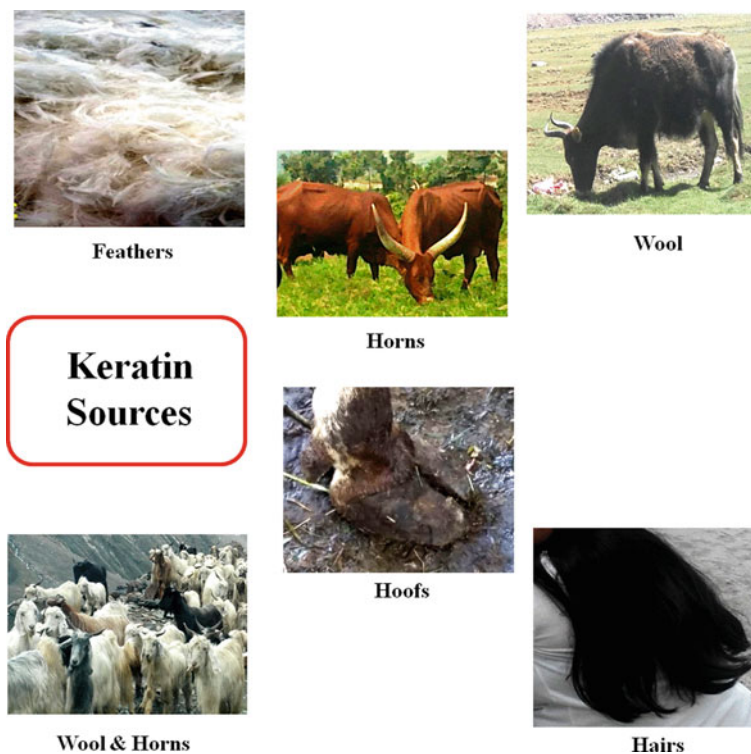 Feathers
Wool
Horns
Keratin
Sources
Hoofs
Wool & Horns
Hairs